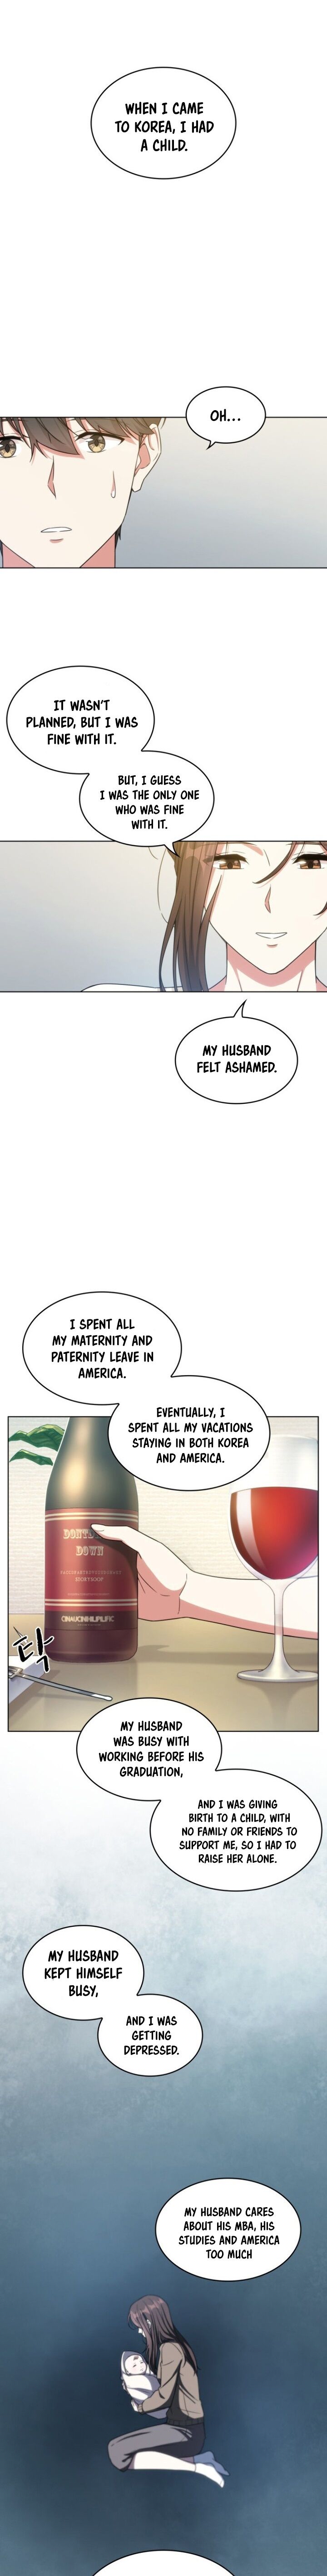 WHEN I CAME
TO KOREA, I HAD
A CHILD.
OH...
IT WASN'T
PLANNED, BUT I WAS
FINE WITH IT.
BUT, I GUESS
I WAS THE ONLY ONE
WHO WAS FINE
WITH IT.
MY HUSBAND
FELT ASHAMED.
I SPENT ALL
MY MATERNITY AND
PATERNITY LEAVE IN
AMERICA.
EVENTUALLY, I
SPENT ALL MY VACATIONS
STAYING IN BOTH KOREA
AND AMERICA.
DOWN
탁
MY HUSBAND
WAS BUSY WITH
WORKING BEFORE HIS
GRADUATION,
AND I WAS GIVING
BIRTH TO A CHILD, WITH
NO FAMILY OR FRIENDS TO
SUPPORT ME, SO I HAD TO
RAISE HER ALONE.
MY HUSBAND
KEPT HIMSELF
BUSY,
AND I WAS
GETTING
DEPRESSED.
MY HUSBAND CARES
ABOUT HIS MBA, HIS
STUDIES AND AMERICA
TOO MUCH